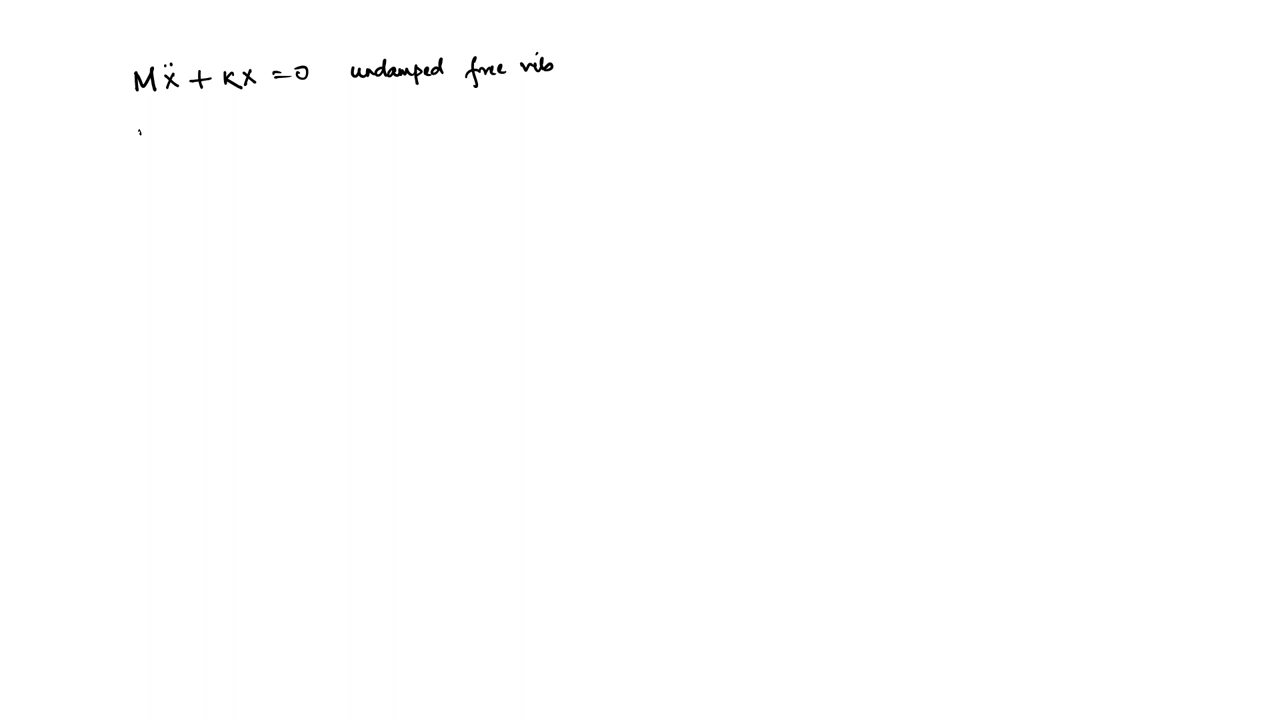 Mẍ + Kx = 0 undamped free vib